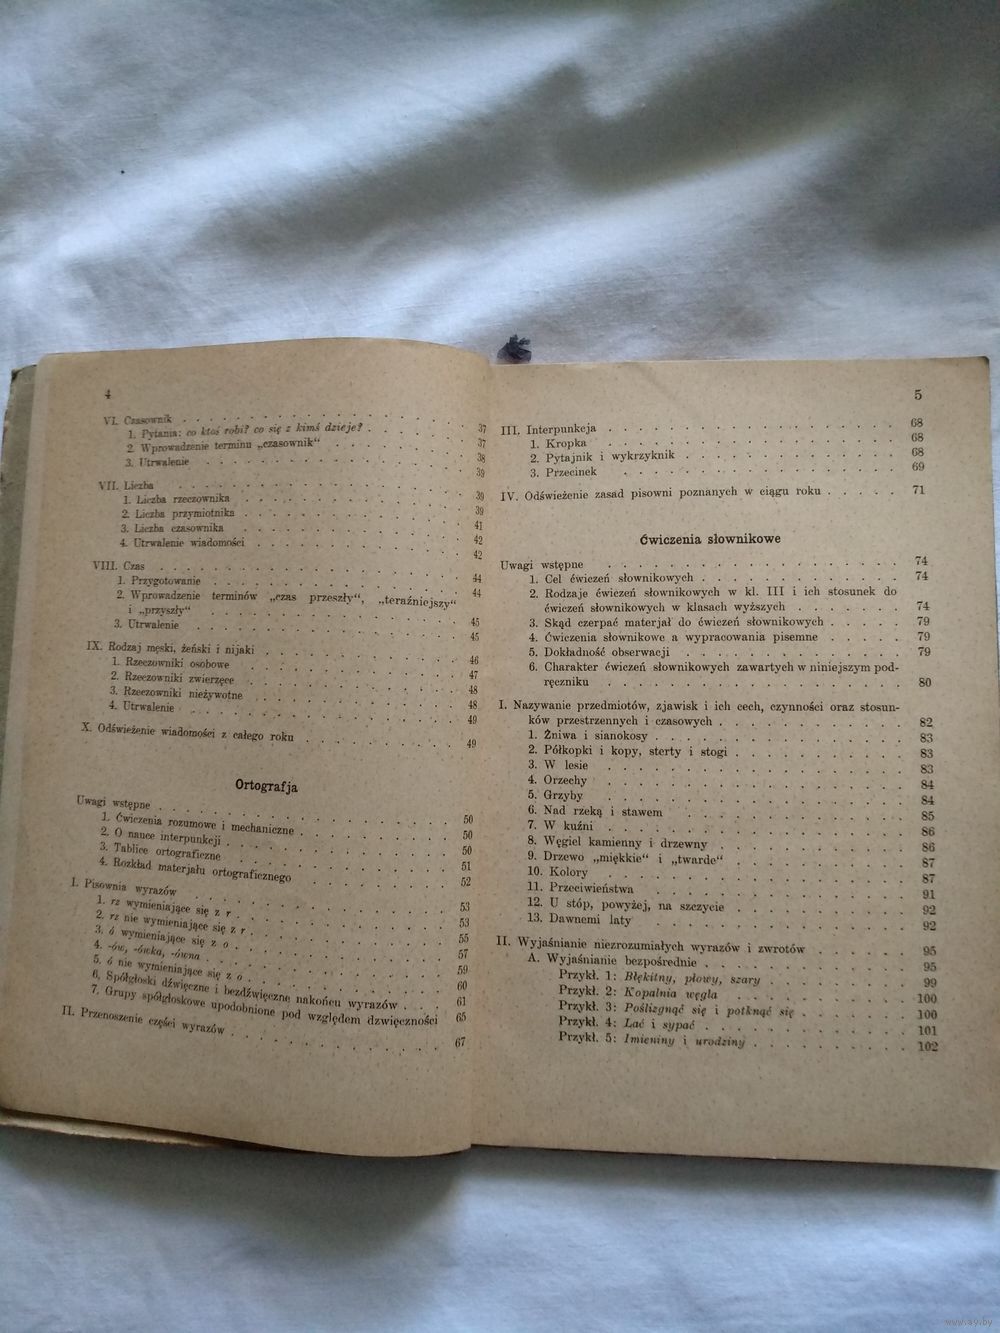 4
VI. Czasownik . . . 37
1. Pytania: co ktoś robi? co się z kimś dzieje? . . . 37
2. Wprowadzenie terminu „czasownik“ . . . 38
3. Utrwalenie . . . 39
VII. Liczba . . . 39
1. Liczba rzeczownika . . . 39
2. Liczba przymiotnika . . . 41
3. Liczba czasownika . . . 42
4. Utrwalenie wiadomości . . . 42
VIII. Czas . . . 44
1. Przygotowanie . . . 44
2. Wprowadzenie terminów „czas przeszły“, „teraźniejszy“
i „przyszły“ . . . 45
3. Utrwalenie . . . 45
IX. Rodzaj męski, żeński i nijaki . . . 46
1. Rzeczowniki osobowe . . . 47
2. Rzeczowniki zwierzęce . . . 48
3. Rzeczowniki nieżywotne . . . 48
4. Utrwalenie . . . 49
X. Odświeżenie wiadomości z całego roku . . . 49
Ortografja
Uwagi wstępne . . . 50
1. Ćwiczenia rozumowe i mechaniczne . . . 50
2. O nauce interpunkcji . . . 50
3. Tablice ortograficzne . . . 51
4. Rozkład materjału ortograficznego . . . 52
I. Pisownia wyrazów . . . 53
1. rz wymieniające się z r . . . 53
2. rz nie wymieniające się z r . . . 55
3. ó wymieniające się z o . . . 57
4. -ów, -ówka, -ówna . . . 59
5. ó nie wymieniające się z o . . . 60
6. Spółgłoski dźwięczne i bezdźwięczne nakońcu wyrazów . . . 61
7. Grupy spółgłoskowe upodobnione pod względem dzwięczności 65
II. Przenoszenie części wyrazów . . . 67
5
III. Interpunkcja . . . 68
1. Kropka . . . 68
2. Pytajnik i wykrzyknik . . . 68
3. Przecinek . . . 69
IV. Odświeżenie zasad pisowni poznanych w ciągu roku . . . 71
Ćwiczenia słownikowe
Uwagi wstępne . . . 74
1. Cel ćwiczeń słownikowych . . . 74
2. Rodzaje ćwiczeń słownikowych w kl. III i ich stosunek do
ćwiczeń słownikowych w klasach wyższych . . . 74
3. Skąd czerpać materjał do ćwiczeń słownikowych . . . 79
4. Ćwiczenia słownikowe a wypracowania pisemne . . . 79
5. Dokładność obserwacji . . . 79
6. Charakter ćwiczeń słownikowych zawartych w niniejszym pod-
ręczniku . . . 80
I. Nazywanie przedmiotów, zjawisk i ich cech, czynności oraz stosun-
ków przestrzennych i czasowych . . . 82
1. Żniwa i sianokosy . . . 83
2. Półkopki i kopy, sterty i stogi . . . 83
3. W lesie . . . 83
4. Orzechy . . . 84
5. Grzyby . . . 84
6. Nad rzeką i stawem . . . 85
7. W kuźni . . . 86
8. Węgiel kamienny i drzewny . . . 86
9. Drzewo „miękkie“ i „twarde“ . . . 87
10. Kolory . . . 87
11. Przeciwieństwa . . . 91
12. U stóp, powyżej, na szczycie . . . 92
13. Dawnemi laty . . . 92
II. Wyjaśnianie niezrozumiałych wyrazów i zwrotów . . . 95
A. Wyjaśnianie bezpośrednie . . . 95
Przykł. 1: Błękitny, płowy, szary . . . 99
Przykł. 2: Kopalnia węgla . . . 100
Przykł. 3: Poślizgnąć się i potknąć się . . . 100
Przykł. 4: Lać i sypać . . . 101
Przykł. 5: Imieniny i urodziny . . . 102
www.ay.by